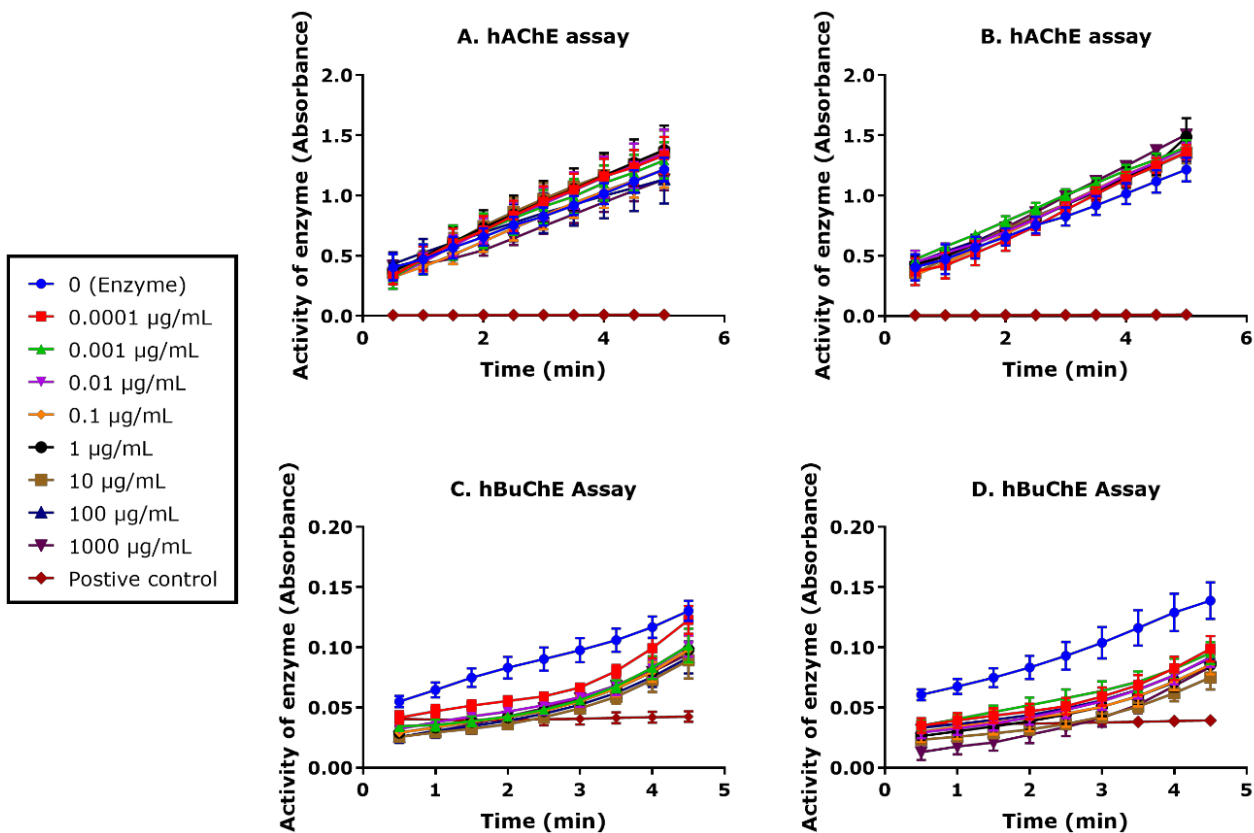 A. hAChE assay
Activity of enzyme (Absorbance)
2.0
1.5
1.0
0.5
0.0
0
2
4
6
Time (min)
B. hAChE assay
Activity of enzyme (Absorbance)
2.0
1.5
1.0
0.5
0.0
0
2
4
6
Time (min)
0 (Enzyme)
0.0001 µg/mL
0.001 µg/mL
0.01 µg/mL
0.1 µg/mL
1 µg/mL
10 µg/mL
100 µg/mL
1000 µg/mL
Postive control
C. hBuChE Assay
Activity of enzyme (Absorbance)
0.20
0.15
0.10
0.05
0.00
0
1
2
3
4
5
Time (min)
D. hBuChE Assay
Activity of enzyme (Absorbance)
0.20
0.15
0.10
0.05
0.00
0
1
2
3
4
5
Time (min)